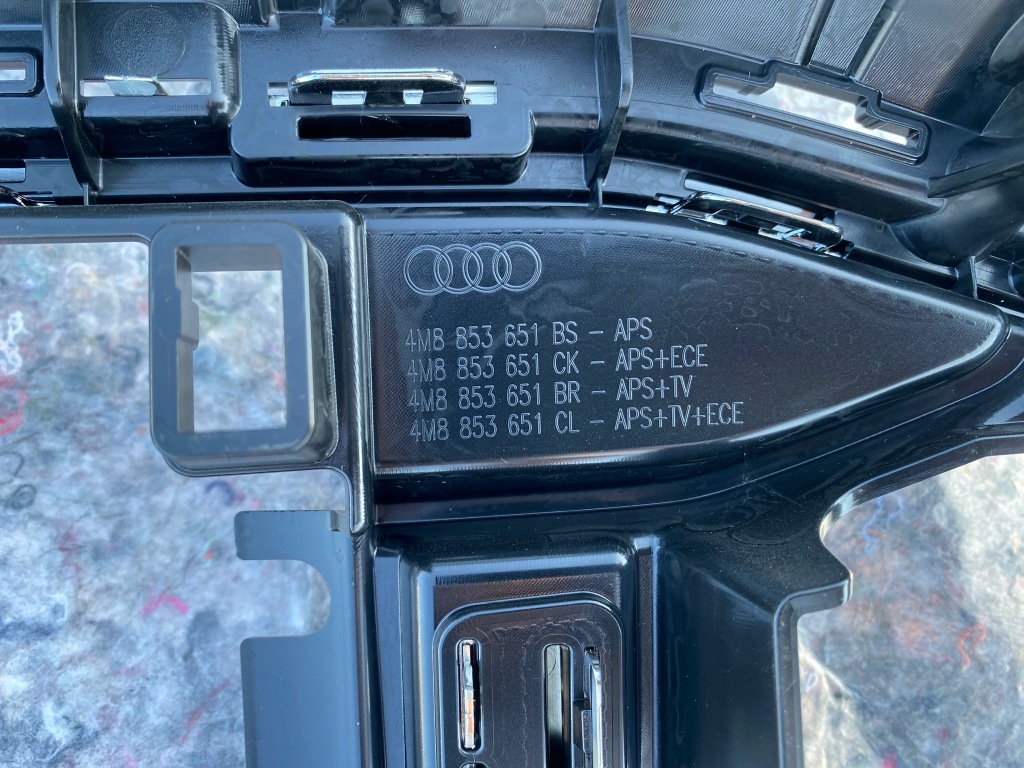 4M8 853 651 BS - APS
4M8 853 651 CK - APS+ECE
4M8 853 651 BR - APS+TV
4M8 853 651 CL - APS+TV+ECE